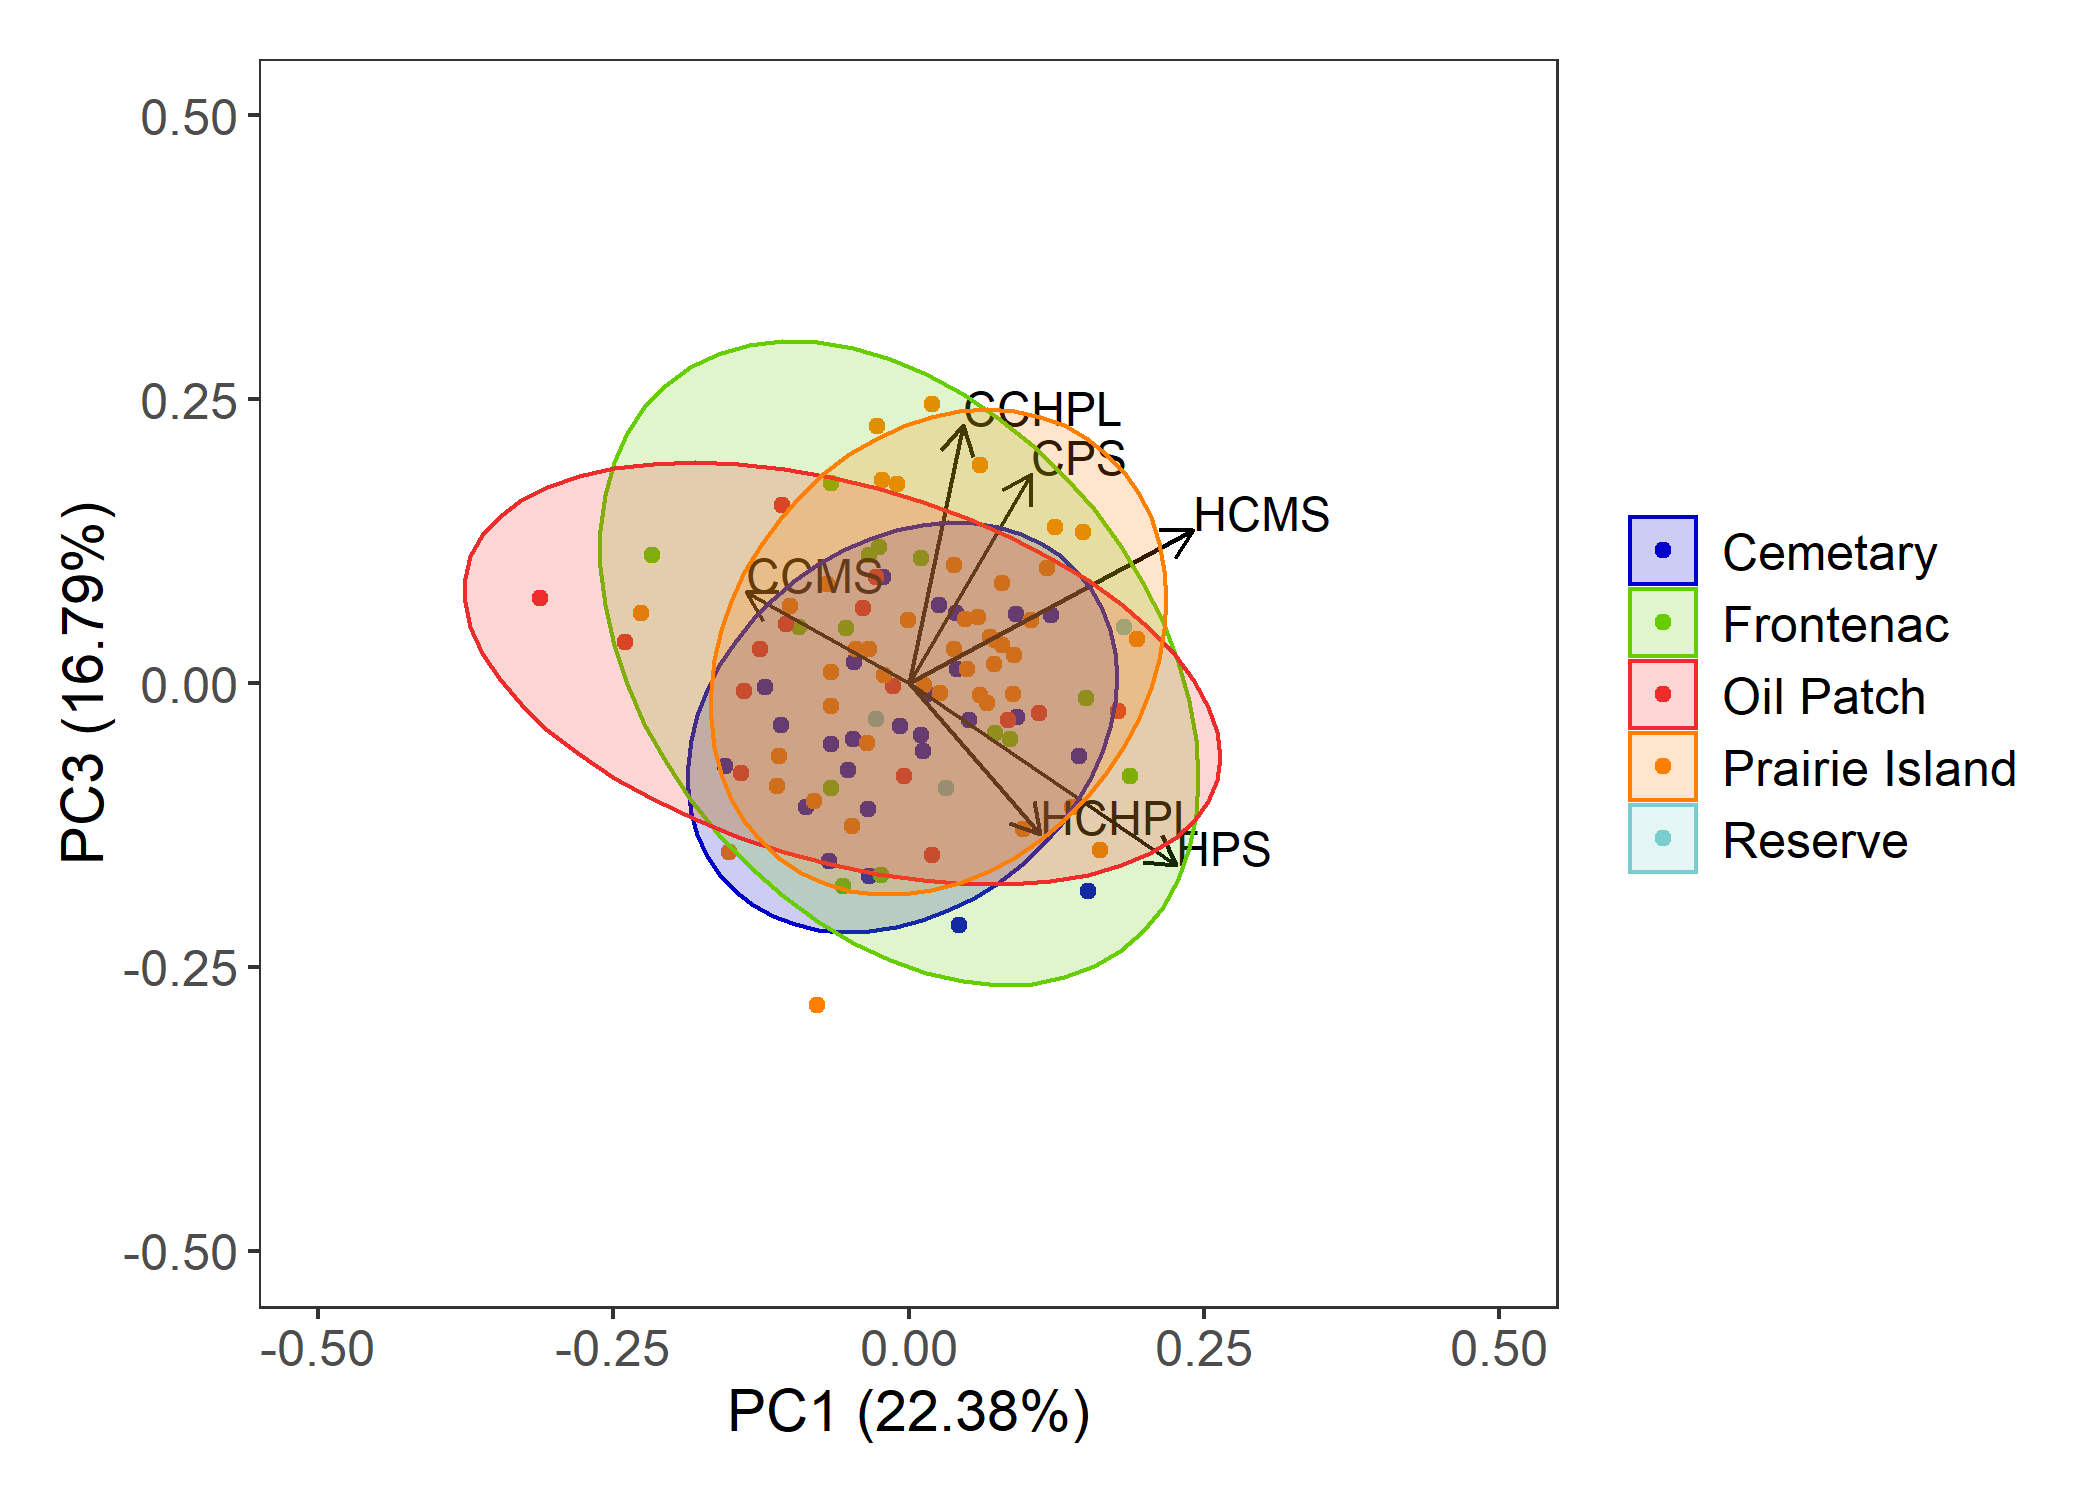 0.50
0.25
0.00
-0.25
-0.50
PC3 (16.79%)
CCHPL
CPS
HCMS
CCMS
HCHPL
HPS
-0.50 -0.25 0.00 0.25 0.50
PC1 (22.38%)
Cemetary
Frontenac
Oil Patch
Prairie Island
Reserve